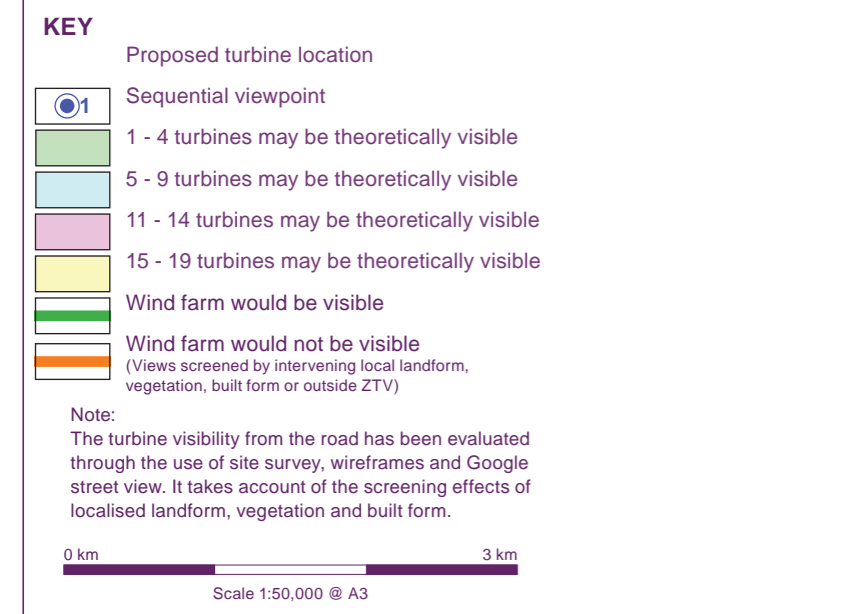 KEY
Proposed turbine location
1 Sequential viewpoint
1 - 4 turbines may be theoretically visible
5 - 9 turbines may be theoretically visible
11 - 14 turbines may be theoretically visible
15 - 19 turbines may be theoretically visible
Wind farm would be visible
Wind farm would not be visible
(Views screened by intervening local landform,
vegetation, built form or outside ZTV)
Note:
The turbine visibility from the road has been evaluated
through the use of site survey, wireframes and Google
street view. It takes account of the screening effects of
localised landform, vegetation and built form.
0 km 3 km
Scale 1:50,000 @ A3